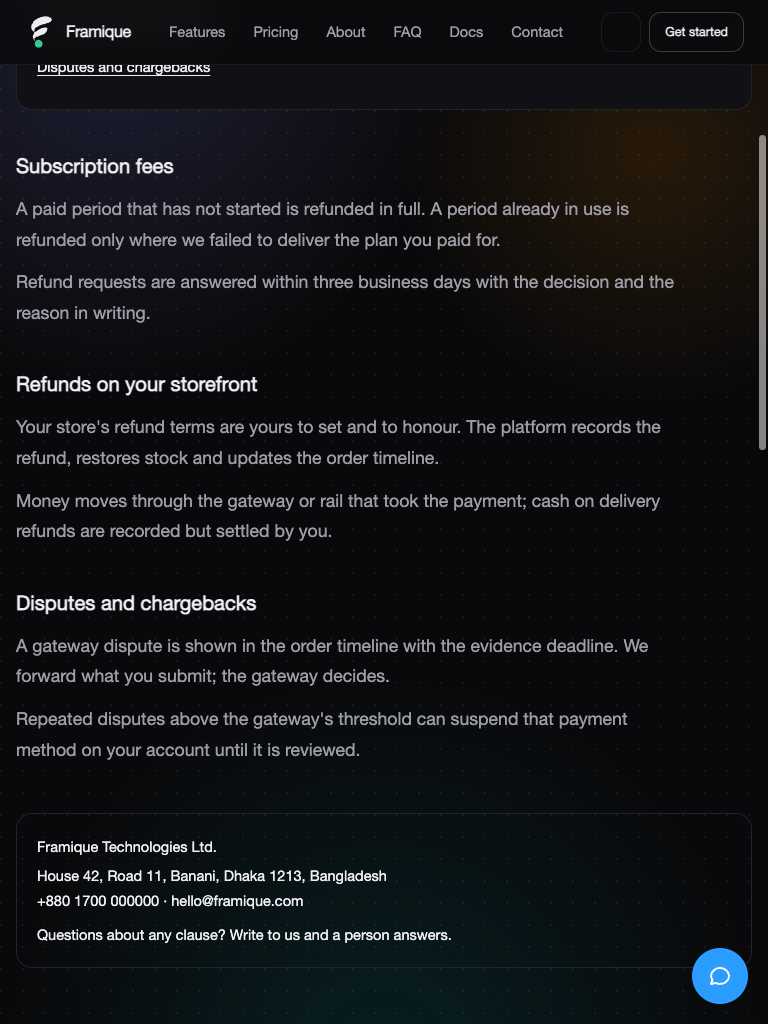 Framique
Features
Pricing
About
FAQ
Docs
Contact
Get started
Disputes and chargebacks
Subscription fees
A paid period that has not started is refunded in full. A period already in use is
refunded only where we failed to deliver the plan you paid for.
Refund requests are answered within three business days with the decision and the
reason in writing.
Refunds on your storefront
Your store's refund terms are yours to set and to honour. The platform records the
refund, restores stock and updates the order timeline.
Money moves through the gateway or rail that took the payment; cash on delivery
refunds are recorded but settled by you.
Disputes and chargebacks
A gateway dispute is shown in the order timeline with the evidence deadline. We
forward what you submit; the gateway decides.
Repeated disputes above the gateway's threshold can suspend that payment
method on your account until it is reviewed.
Framique Technologies Ltd.
House 42, Road 11, Banani, Dhaka 1213, Bangladesh
+880 1700 000000 · hello@framique.com
Questions about any clause? Write to us and a person answers.